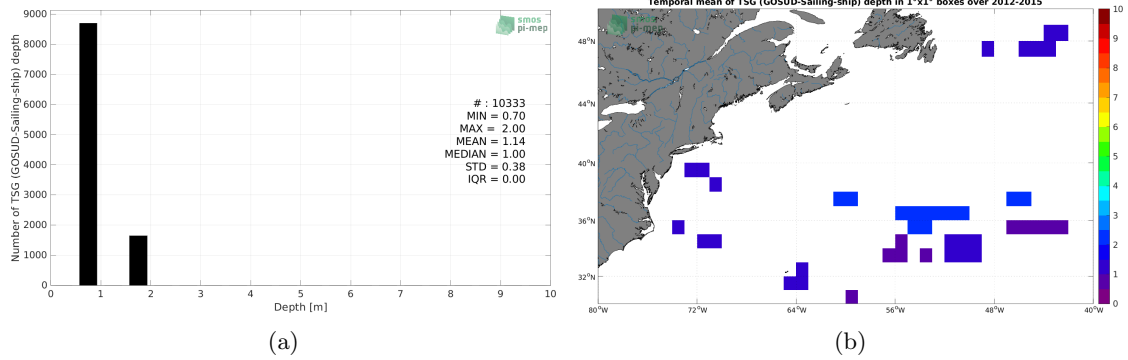 smos
pi-mep
Number of TSG (GOSUD-Sailing-ship) depth
9000
8000
7000
6000
5000
4000
3000
2000
1000
0
# : 10333
MIN = 0.70
MAX = 2.00
MEAN = 1.14
MEDIAN = 1.00
STD = 0.38
IQR = 0.00
0 1 2 3 4 5 6 7 8 9 10
Depth [m]
(a)
Temporal mean of TSG (GOSUD-Sailing-ship) depth in 1°x1° boxes over 2012-2015
smos
pi-mep
48°N
44°N
40°N
36°N
32°N
80°W 72°W 64°W 56°W 48°W 40°W
10
9
8
7
6
5
4
3
2
1
0
(b)